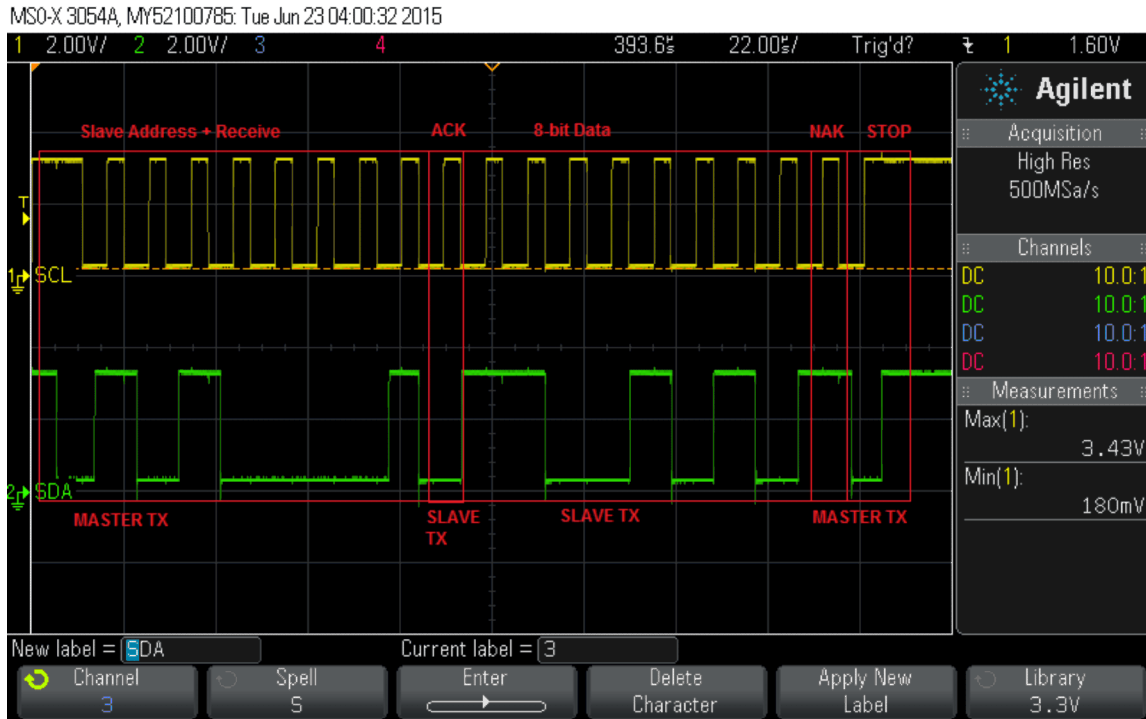 MSO-X 3054A, MY52100785: Tue Jun 23 04:00:32 2015
1 2.00V/ 2 2.00V/ 3 4 393.6µs 22.00µs/ Trig'd? 1 1.60V
Agilent
Slave Address + Receive ACK 8-bit Data NAK STOP
Acquisition
High Res
500MSa/s
T
Channels
1 SCL
DC 10.0:1
DC 10.0:1
DC 10.0:1
DC 10.0:1
Measurements
Max(1):
3.43V
Min(1):
180mV
2 SDA
MASTER TX SLAVE TX SLAVE TX MASTER TX
New label = SDA Current label = 3
Channel Spell Enter Delete Character Apply New Label Library
3 S 3.3V